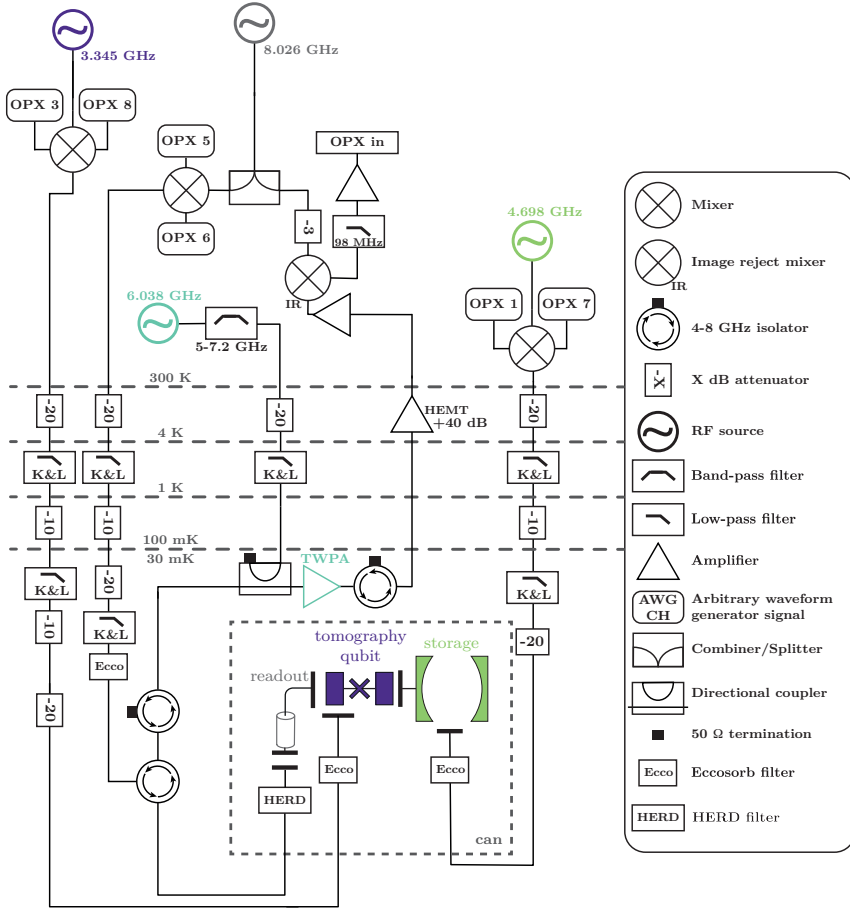 3.345 GHz
8.026 GHz
OPX 3
OPX 8
OPX 5
OPX in
OPX 6
-3
98 MHz
IR
4.698 GHz
6.038 GHz
5-7.2 GHz
OPX 1
OPX 7
300 K
-20
-20
-20
HEMT
+40 dB
-20
4 K
K&L
K&L
K&L
K&L
1 K
-10
-10
-10
100 mK
30 mK
TWPA
K&L
-20
K&L
-10
K&L
-20
Ecco
-20
tomography
qubit
storage
readout
Ecco
Ecco
HERD
can
Mixer
Image reject mixer
IR
4-8 GHz isolator
-X
X dB attenuator
RF source
Band-pass filter
Low-pass filter
Amplifier
AWG
CH
Arbitrary waveform
generator signal
Combiner/Splitter
Directional coupler
50 Ω termination
Ecco
Eccosorb filter
HERD
HERD filter